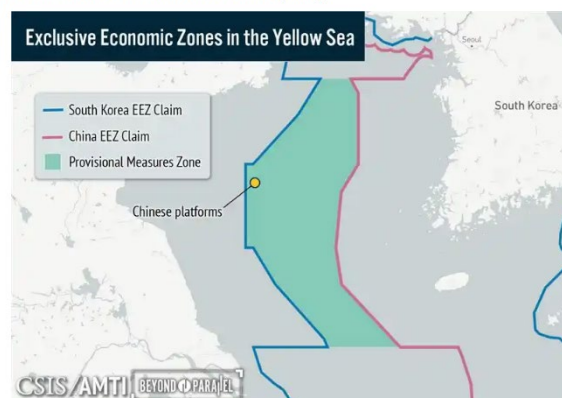 Exclusive Economic Zones in the Yellow Sea
Seoul
South Korea EEZ Claim
China EEZ Claim
Provisional Measures Zone
South Korea
Chinese platforms
CSIS/AMTI BEYOND PARALLEL